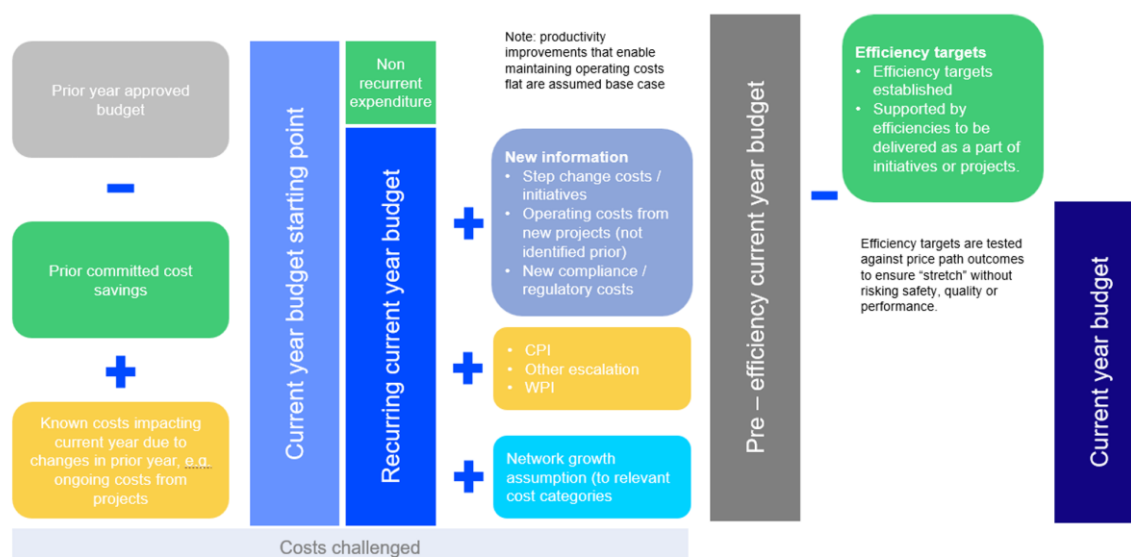 Prior year approved
budget
Prior committed cost
savings
Known costs impacting
current year due to
changes in prior year, e.g.
ongoing costs from
projects
Current year budget starting point
Non
recurrent
expenditure
Recurring current year budget
Note: productivity
improvements that enable
maintaining operating costs
flat are assumed base case
New information
• Step change costs /
initiatives
• Operating costs from
new projects (not
identified prior)
• New compliance /
regulatory costs
• CPI
• Other escalation
• WPI
Network growth
assumption (to relevant
cost categories
Costs challenged
Pre – efficiency current year budget
Efficiency targets
• Efficiency targets
established
• Supported by
efficiencies to be
delivered as a part of
initiatives or projects.
Efficiency targets are tested
against price path outcomes
to ensure “stretch” without
risking safety, quality or
performance.
Current year budget